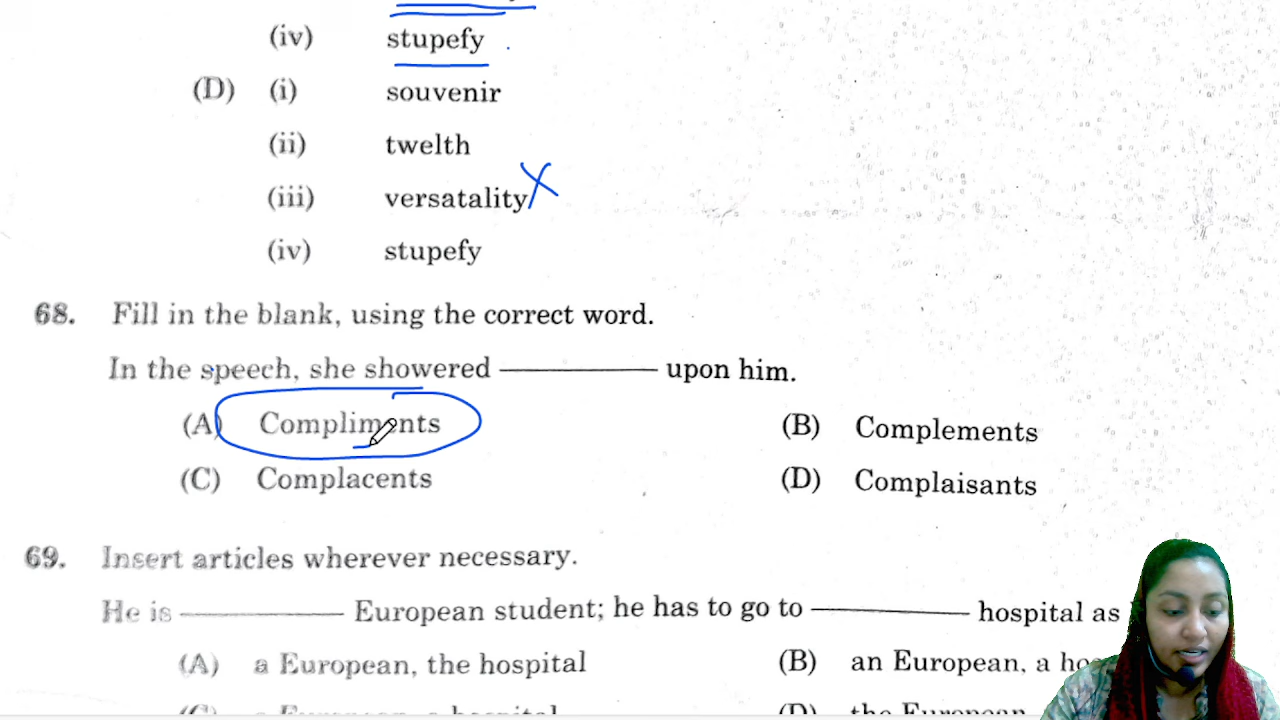 (iv) stupefy
(D) (i) souvenir
(ii) twelth
(iii) versatality
(iv) stupefy
68. Fill in the blank, using the correct word.
In the speech, she showered ———— upon him.
(A) Compliments (B) Complements
(C) Complacents (D) Complaisants
69. Insert articles wherever necessary.
He is ———— European student; he has to go to ———— hospital as
(A) a European, the hospital (B) an European, a
(D) the European